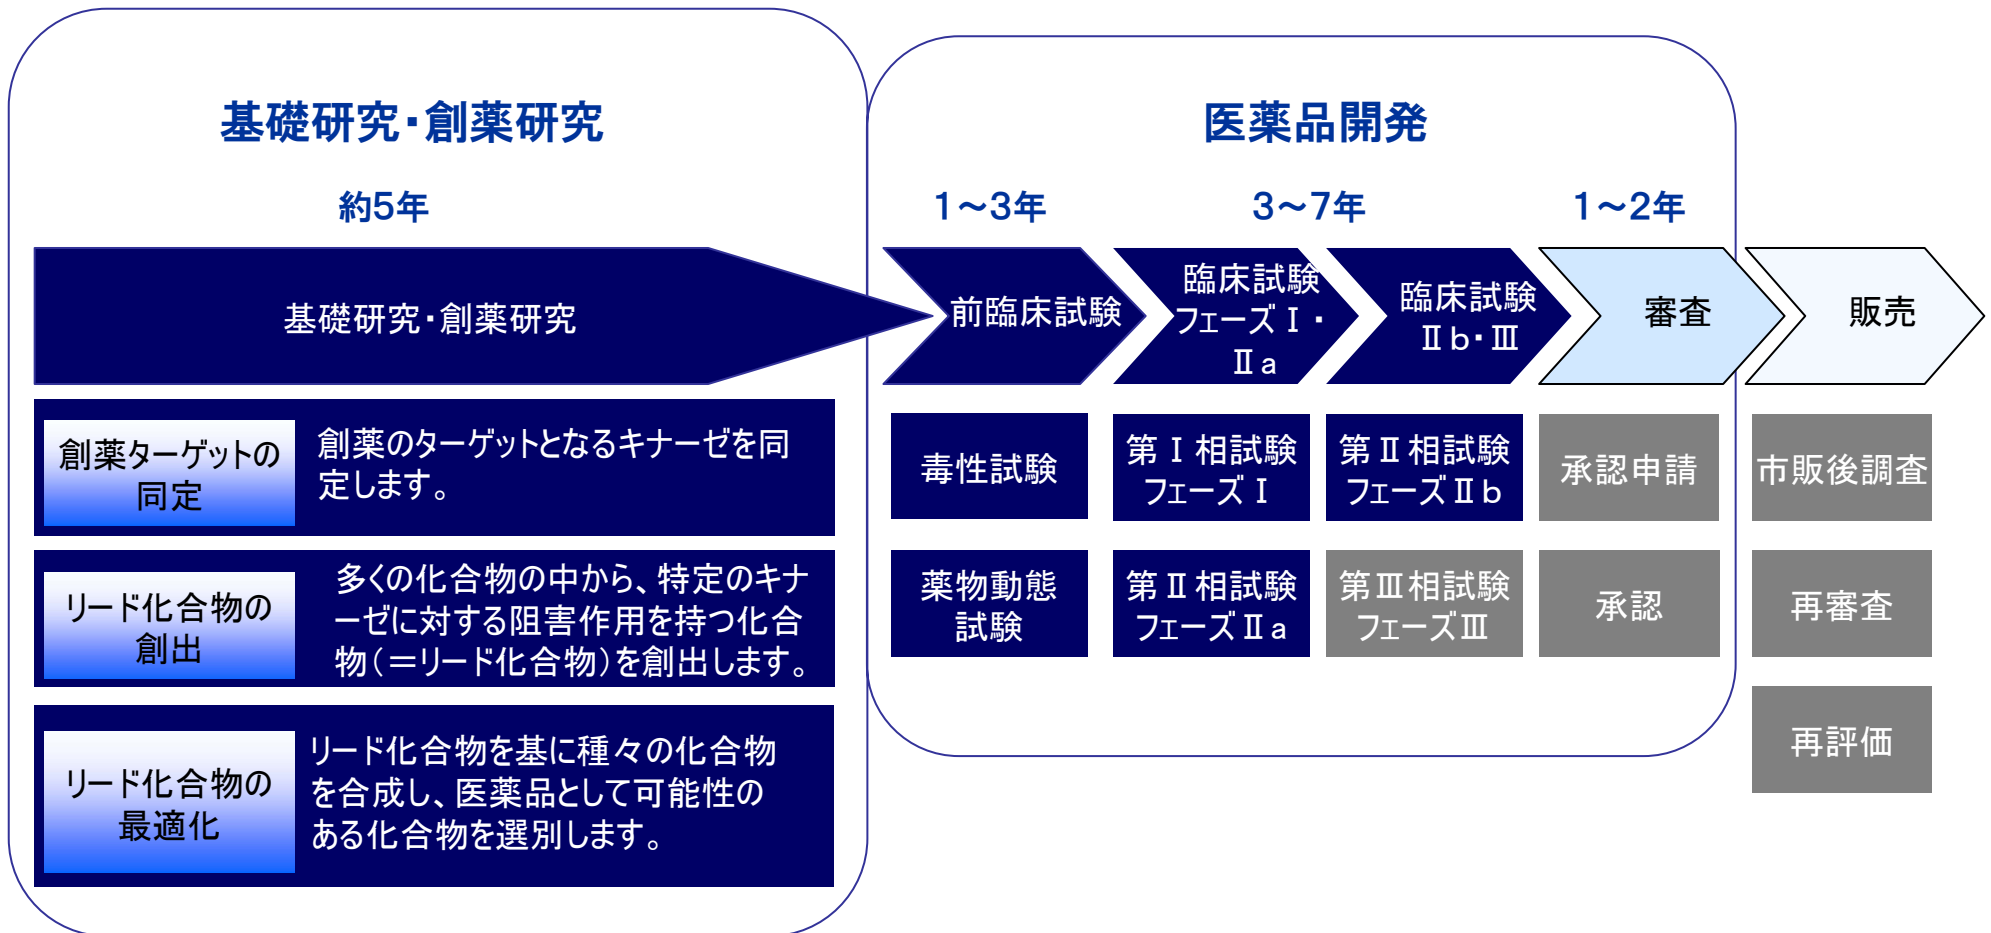 基礎研究・創薬研究
医薬品開発
約5年
1～3年
3～7年
1～2年
基礎研究・創薬研究
前臨床試験
臨床試験
フェーズⅠ・
Ⅱa
臨床試験
Ⅱb・Ⅲ
審査
販売
創薬ターゲットの
同定
創薬のターゲットとなるキナーゼを同
定します。
リード化合物の
創出
多くの化合物の中から、特定のキナ
ーゼに対する阻害作用を持つ化合
物（＝リード化合物）を創出します。
リード化合物の
最適化
リード化合物を基に種々の化合物
を合成し、医薬品として可能性の
ある化合物を選別します。
毒性試験
薬物動態
試験
第Ⅰ相試験
フェーズⅠ
第Ⅱ相試験
フェーズⅡa
第Ⅱ相試験
フェーズⅡb
第Ⅲ相試験
フェーズⅢ
承認申請
承認
市販後調査
再審査
再評価